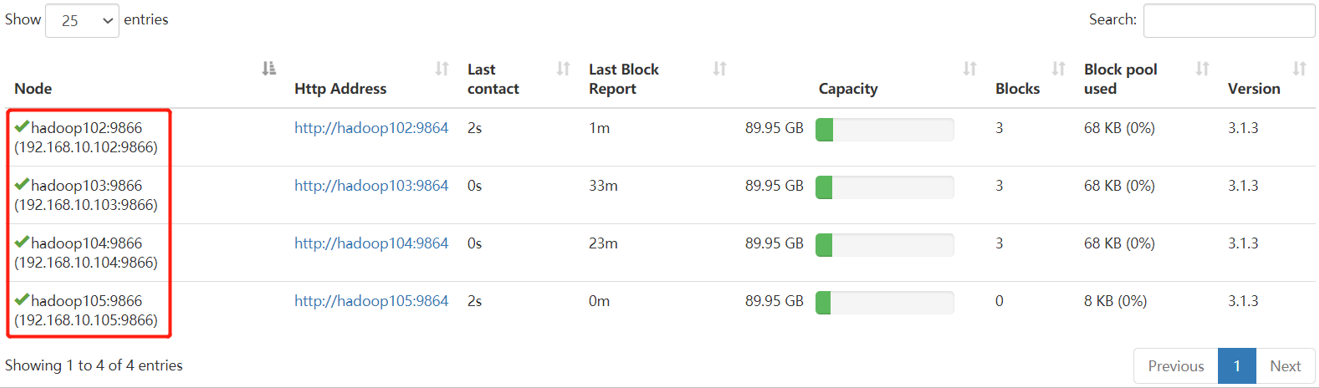 Show 25 entries Search:
Node Http Address Last contact Last Block Report Capacity Blocks Block pool used Version
hadoop102:9866 http://hadoop102:9864 2s 1m 89.95 GB 3 68 KB (0%) 3.1.3
(192.168.10.102:9866)
hadoop103:9866 http://hadoop103:9864 0s 33m 89.95 GB 3 68 KB (0%) 3.1.3
(192.168.10.103:9866)
hadoop104:9866 http://hadoop104:9864 0s 23m 89.95 GB 3 68 KB (0%) 3.1.3
(192.168.10.104:9866)
hadoop105:9866 http://hadoop105:9864 2s 0m 89.95 GB 0 8 KB (0%) 3.1.3
(192.168.10.105:9866)
Showing 1 to 4 of 4 entries Previous 1 Next